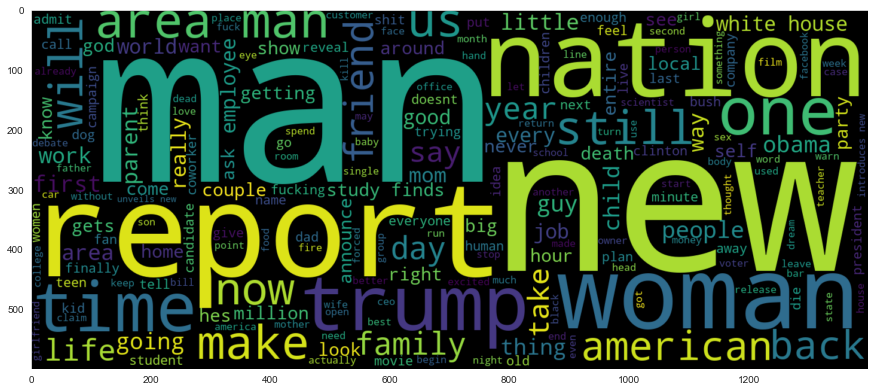 0
100
200
300
400
500
0 200 400 600 800 1000 1200
admit area man us little see girl white house
place customer shit put enough feel second
call god fuck face around month children line person something film facebook week case
world want show reveal hand entire live local last company
already eye kill man nation
will campaign think dead love getting office doesnt year next let scientist bush one
know dog parent really ask employee friend good trying every return still turn use way sex obama party
debate spend may say never school death clinton self body word warn
work father coworker go room baby mom idea child used introduces new
first come couple single study finds another start thought teacher
car without fucking guy minute new
women unveils new name report people
gets son candidate give everyone big job made owner money dream president
fan point food dad fire announce run day human hour away leave
college area home forced group right stop plan head voter bar house
finally now trump take woman
teen keep tell bill better excited much got black release die state
time hes million wife open ceo
kid claim america mother best need thing end american back
girlfriend life going make look family even
student actually movie begin night old